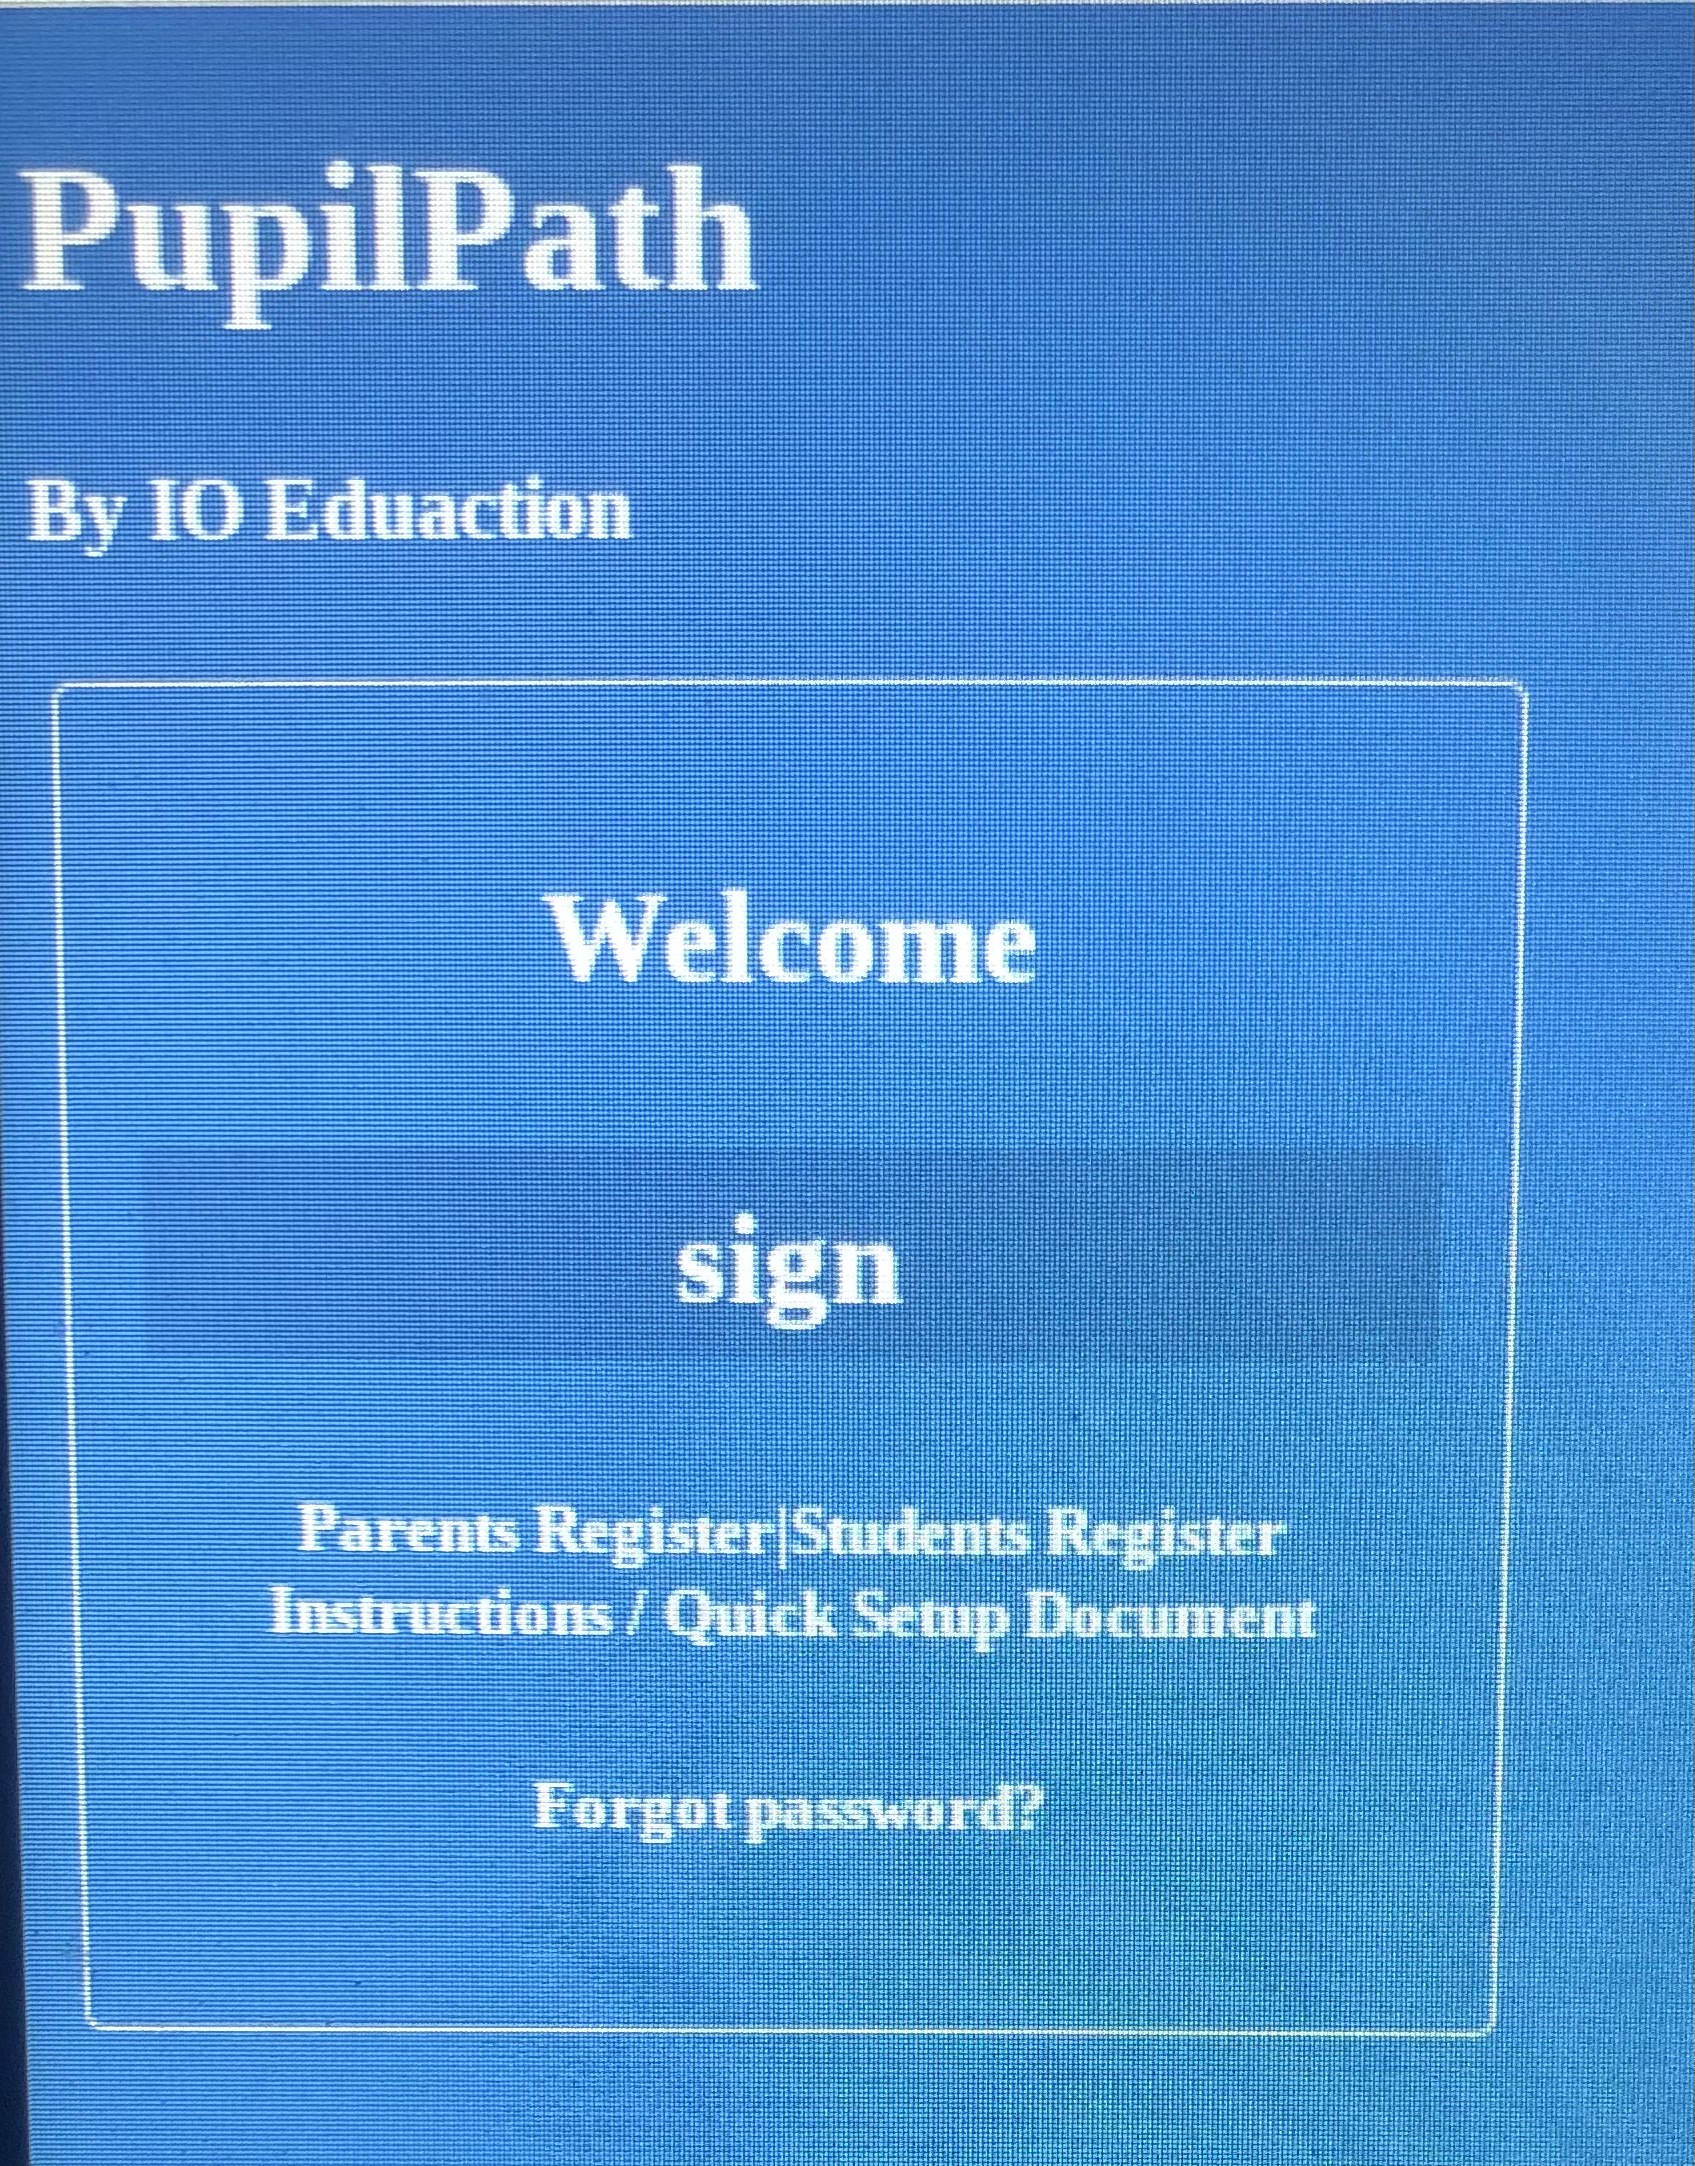 PupilPath
By IO Eduaction
Welcome
sign
Parents Register|Students Register
Instructions / Quick Setup Document
Forgot password?